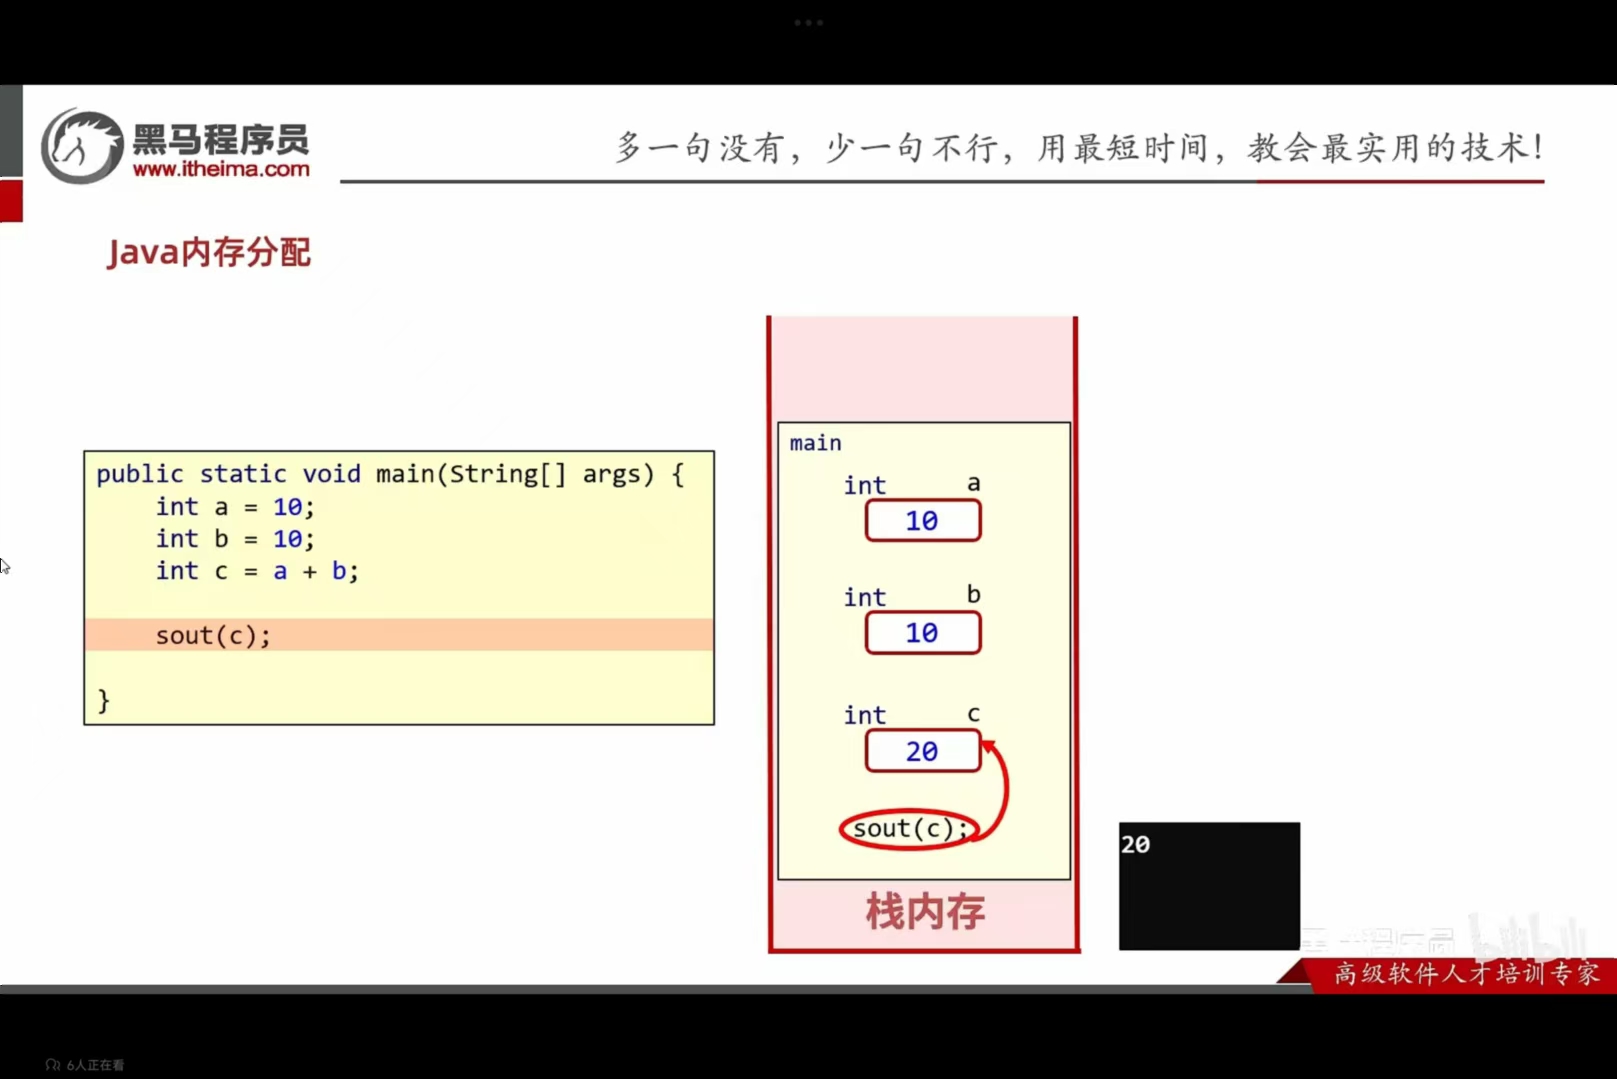 黑马程序员
www.itheima.com
多一句没有，少一句不行，用最短时间，教会最实用的技术！
Java内存分配
public static void main(String[] args) {
    int a = 10;
    int b = 10;
    int c = a + b;
    sout(c);
}
main
int a
10
int b
10
int c
20
sout(c);
栈内存
20
bilibili
高级软件人才培训专家
6人正在看